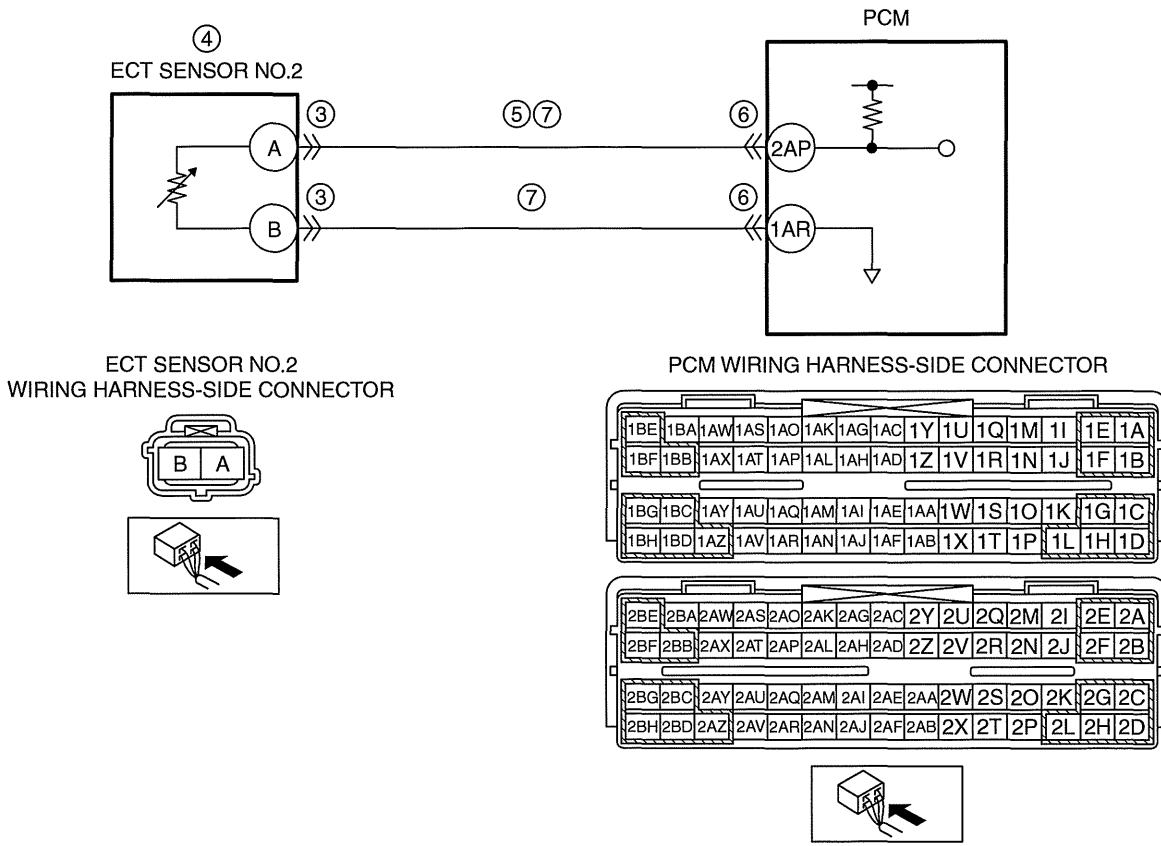 PCM
④
ECT SENSOR NO.2
③ ⑤⑦ ⑥
A 2AP
③ ⑦ ⑥
B 1AR
ECT SENSOR NO.2
WIRING HARNESS-SIDE CONNECTOR
B A
PCM WIRING HARNESS-SIDE CONNECTOR
1BE 1BA 1AW 1AS 1AO 1AK 1AG 1AC 1Y 1U 1Q 1M 1I 1E 1A
1BF 1BB 1AX 1AT 1AP 1AL 1AH 1AD 1Z 1V 1R 1N 1J 1F 1B
1BG 1BC 1AY 1AU 1AQ 1AM 1AI 1AE 1AA 1W 1S 1O 1K 1G 1C
1BH 1BD 1AZ 1AV 1AR 1AN 1AJ 1AF 1AB 1X 1T 1P 1L 1H 1D
2BE 2BA 2AW 2AS 2AO 2AK 2AG 2AC 2Y 2U 2Q 2M 2I 2E 2A
2BF 2BB 2AX 2AT 2AP 2AL 2AH 2AD 2Z 2V 2R 2N 2J 2F 2B
2BG 2BC 2AY 2AU 2AQ 2AM 2AI 2AE 2AA 2W 2S 2O 2K 2G 2C
2BH 2BD 2AZ 2AV 2AR 2AN 2AJ 2AF 2AB 2X 2T 2P 2L 2H 2D